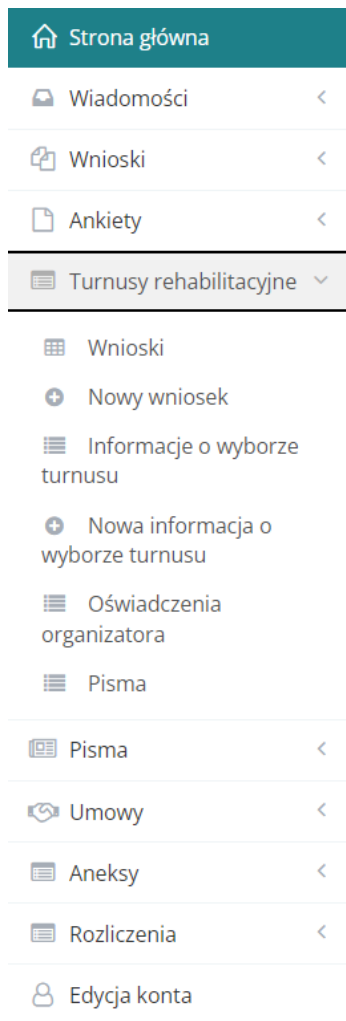 Strona główna
Wiadomości
Wnioski
Ankiety
Turnusy rehabilitacyjne
Wnioski
Nowy wniosek
Informacje o wyborze
turnusu
Nowa informacja o
wyborze turnusu
Oświadczenia
organizatora
Pisma
Pisma
Umowy
Aneksy
Rozliczenia
Edycja konta